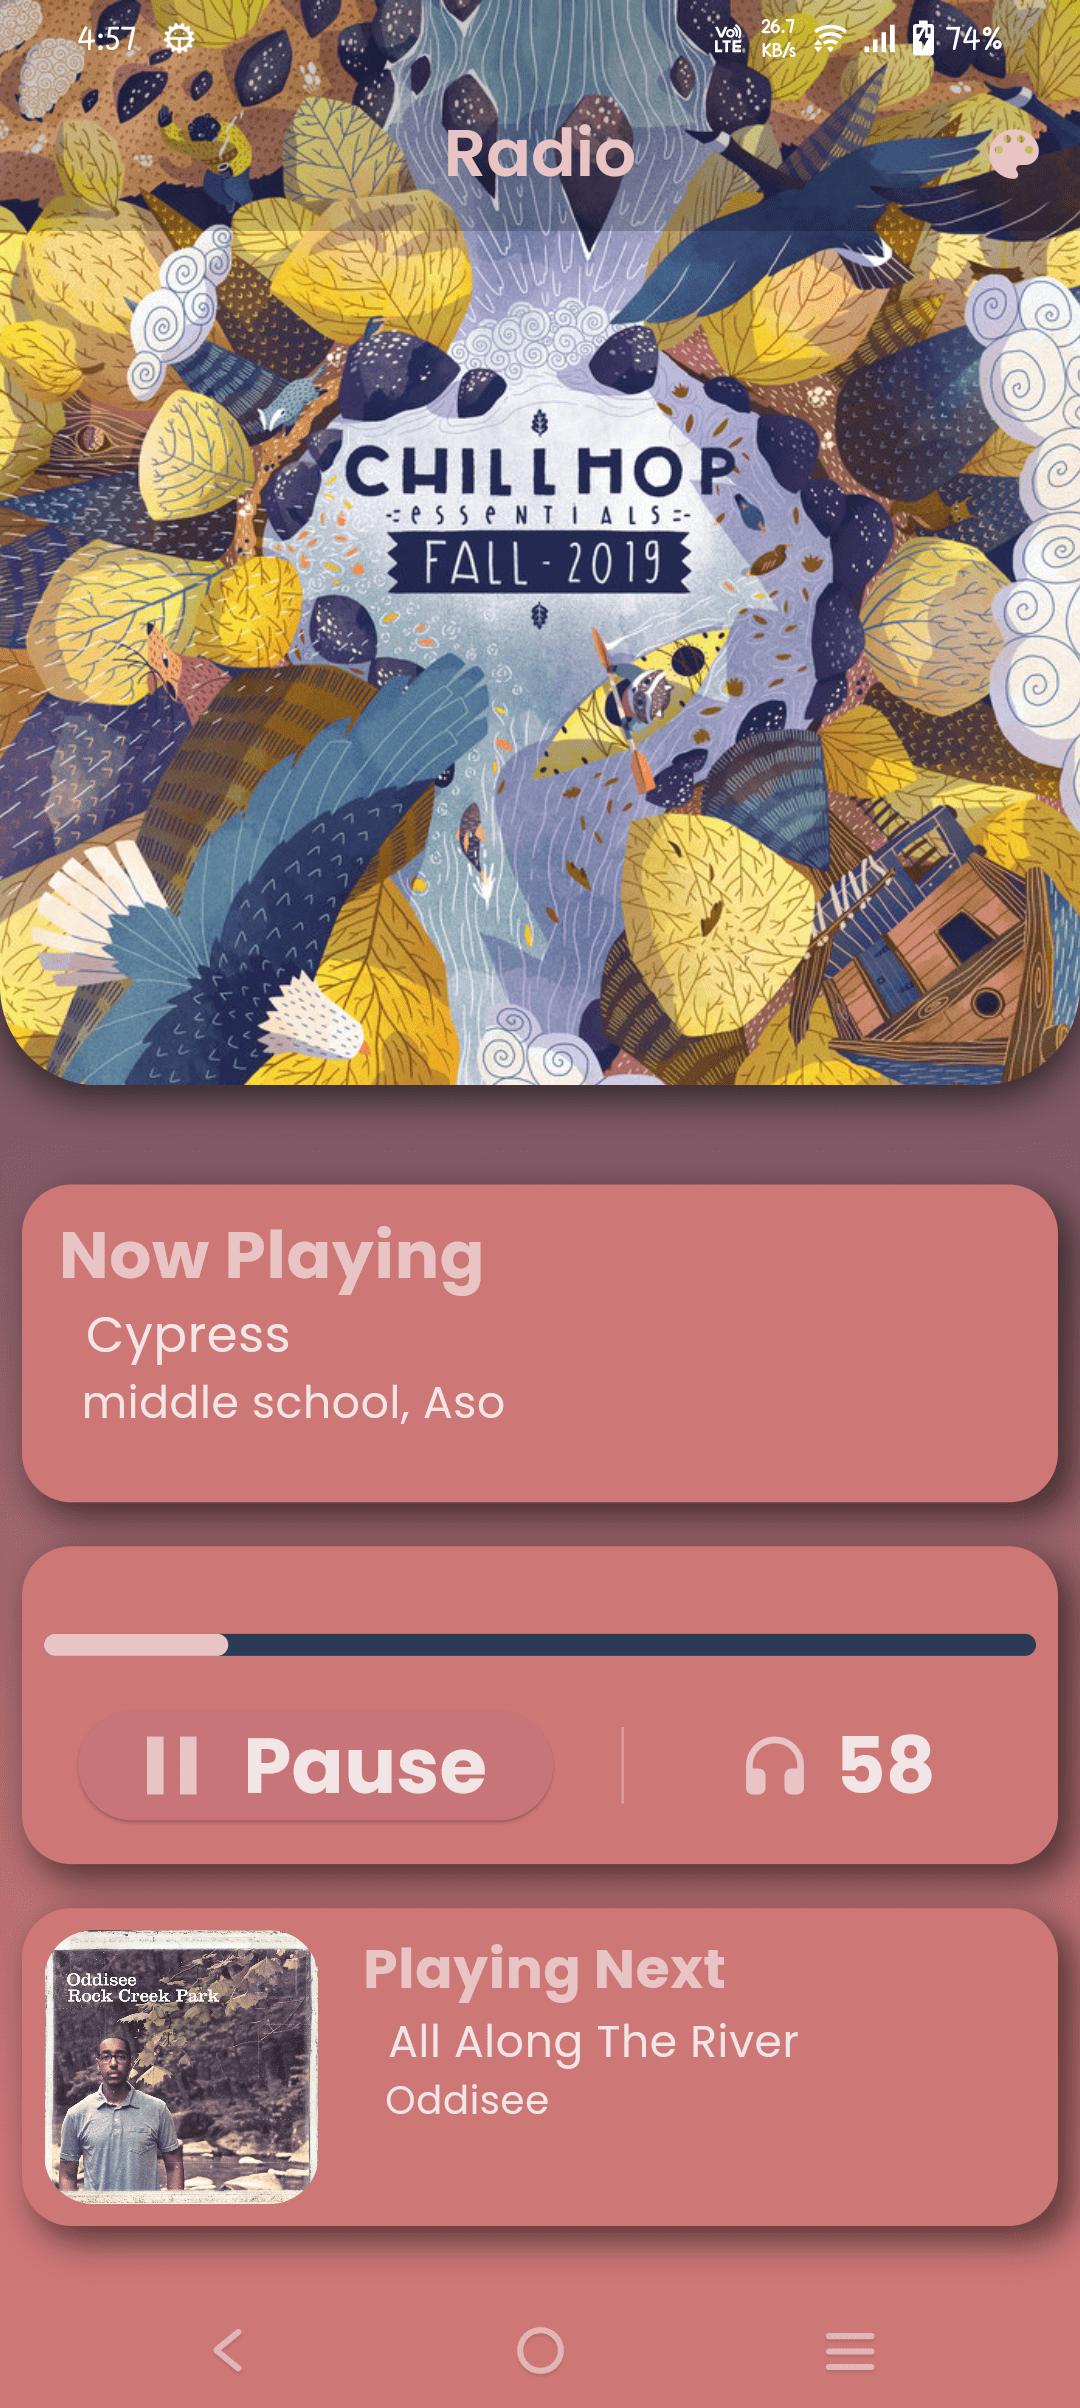 4:57
Vo))
LTE
26.7
KB/s
74%
Radio
CHILLHOP
essentials
FALL - 2019
Now Playing
Cypress
middle school, Aso
Pause
58
Oddisee
Rock Creek Park
Playing Next
All Along The River
Oddisee